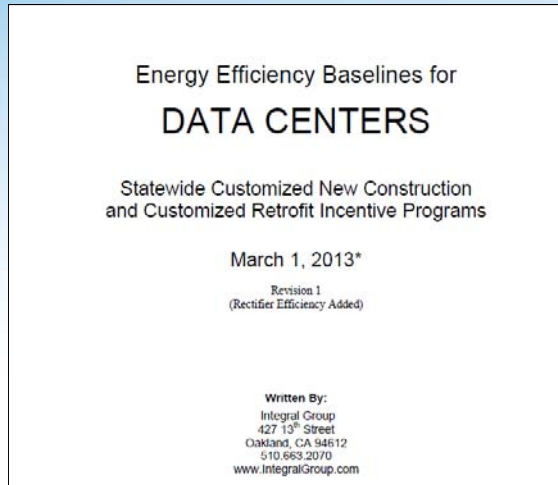 Energy Efficiency Baselines for
DATA CENTERS
Statewide Customized New Construction
and Customized Retrofit Incentive Programs
March 1, 2013*
Revision 1
(Rectifier Efficiency Added)
Written By:
Integral Group
427 13th Street
Oakland, CA 94612
510.663.2070
www.IntegralGroup.com